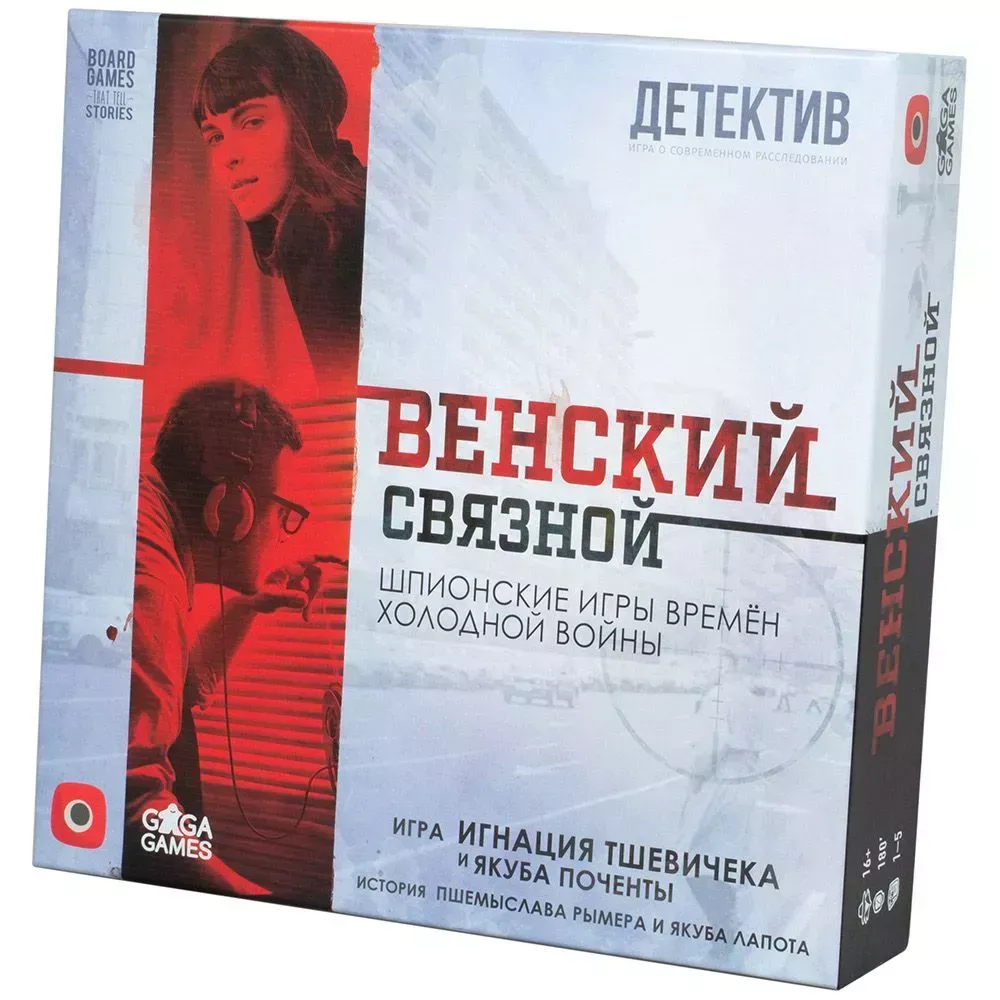 BOARD
GAMES
THAT TELL
STORIES
ДЕТЕКТИВ
ИГРА О СОВРЕМЕННОМ РАССЛЕДОВАНИИ
ВЕНСКИЙ
СВЯЗНОЙ
ШПИОНСКИЕ ИГРЫ ВРЕМЁН
ХОЛОДНОЙ ВОЙНЫ
ИГРА ИГНАЦИЯ ТШЕВИЧЕКА
И ЯКУБА ПОЧЕНТЫ
ИСТОРИЯ ПШЕМЫСЛАВА РЫМЕРА И ЯКУБА ЛАПОТА
GAGA
GAMES
GAGA
GAMES
ВЕНСКИЙ
СВЯЗНОЙ
16+
180'
1–5